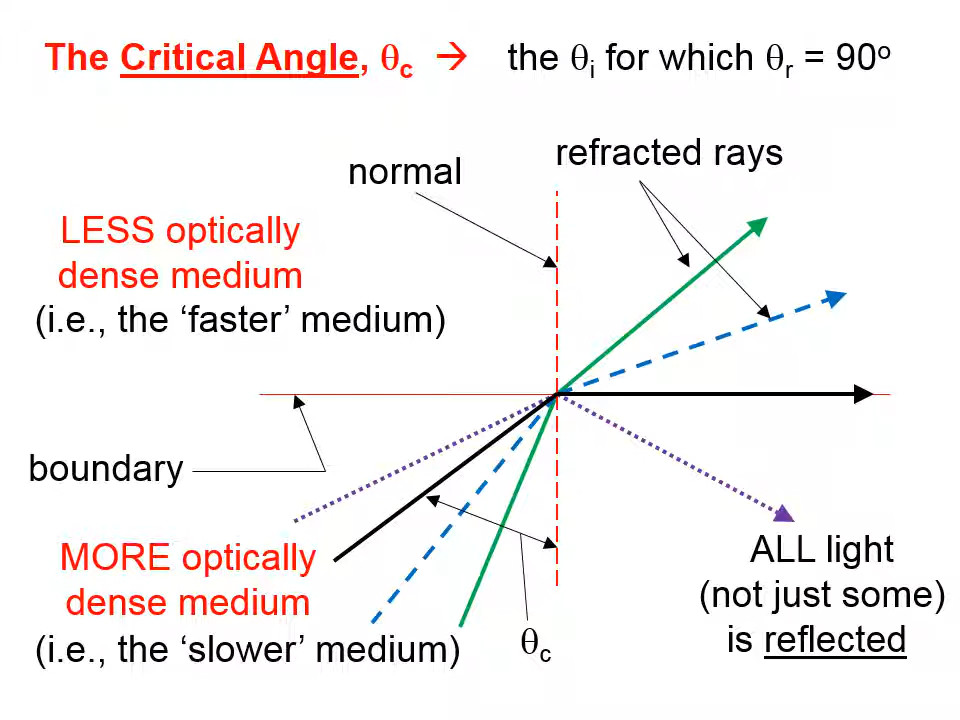 The Critical Angle, θc → the θi for which θr = 90o
refracted rays
normal
LESS optically
dense medium
(i.e., the ‘faster’ medium)
boundary
MORE optically
dense medium
(i.e., the ‘slower’ medium)
θc
ALL light
(not just some)
is reflected